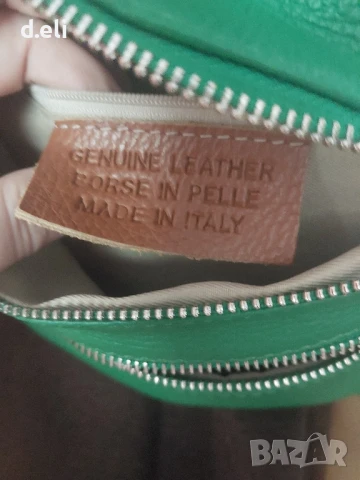 d.eli
GENUINE LEATHER
BORSE IN PELLE
MADE IN ITALY
BAZAR